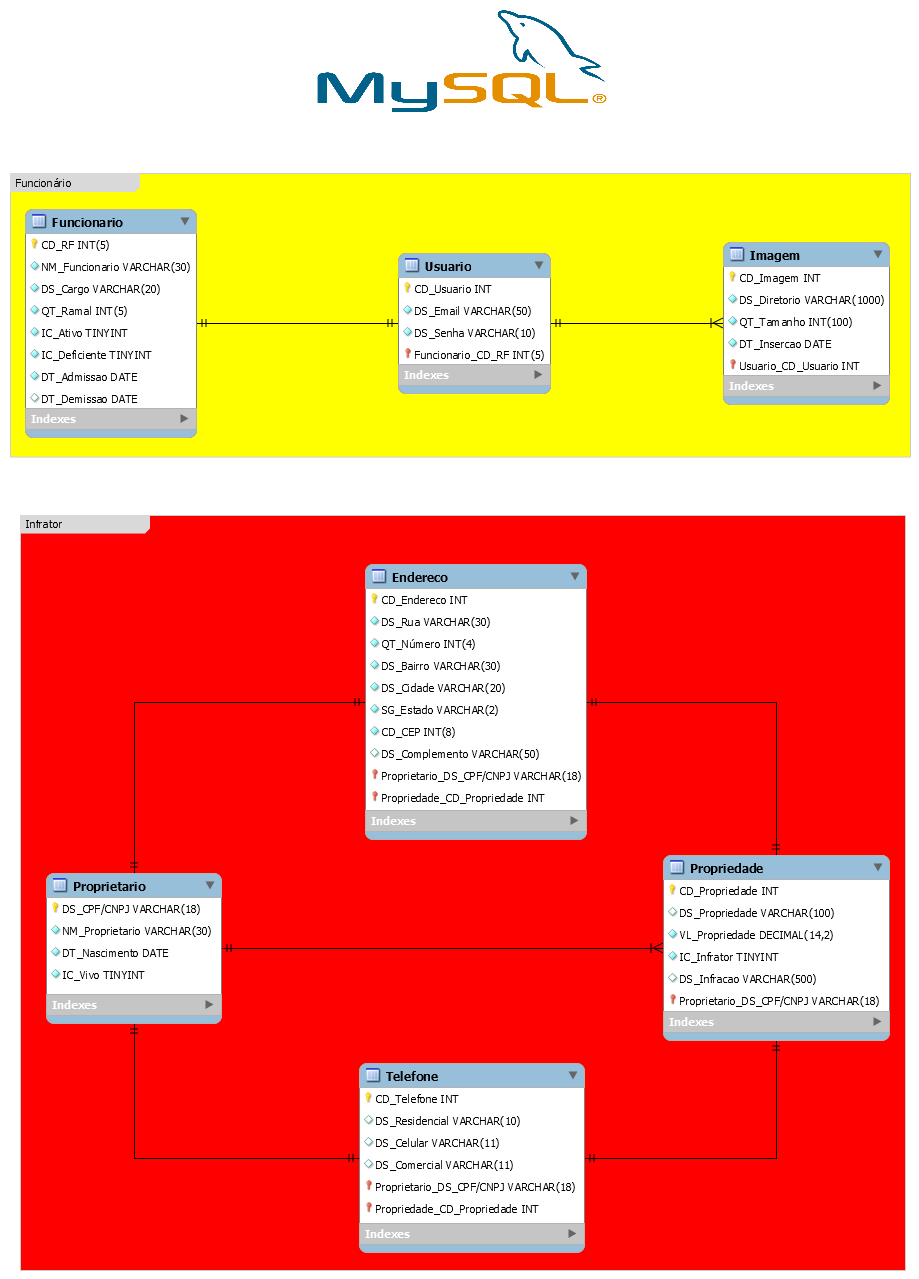 MySQL®
Funcionário
Funcionario
CD_RF INT(5)
NM_Funcionario VARCHAR(30)
DS_Cargo VARCHAR(20)
QT_Ramal INT(5)
IC_Ativo TINYINT
IC_Deficiente TINYINT
DT_Admissao DATE
DT_Demissao DATE
Indexes
Usuario
CD_Usuario INT
DS_Email VARCHAR(50)
DS_Senha VARCHAR(10)
Funcionario_CD_RF INT(5)
Indexes
Imagem
CD_Imagem INT
DS_Diretorio VARCHAR(1000)
QT_Tamanho INT(100)
DT_Insercao DATE
Usuario_CD_Usuario INT
Indexes
Infrator
Endereco
CD_Endereco INT
DS_Rua VARCHAR(30)
QT_Número INT(4)
DS_Bairro VARCHAR(30)
DS_Cidade VARCHAR(20)
SG_Estado VARCHAR(2)
CD_CEP INT(8)
DS_Complemento VARCHAR(50)
Proprietario_DS_CPF/CNPJ VARCHAR(18)
Propriedade_CD_Propriedade INT
Indexes
Proprietario
DS_CPF/CNPJ VARCHAR(18)
NM_Proprietario VARCHAR(30)
DT_Nascimento DATE
IC_Vivo TINYINT
Indexes
Propriedade
CD_Propriedade INT
DS_Propriedade VARCHAR(100)
VL_Propriedade DECIMAL(14,2)
IC_Infrator TINYINT
DS_Infracao VARCHAR(500)
Proprietario_DS_CPF/CNPJ VARCHAR(18)
Indexes
Telefone
CD_Telefone INT
DS_Residencial VARCHAR(10)
DS_Celular VARCHAR(11)
DS_Comercial VARCHAR(11)
Proprietario_DS_CPF/CNPJ VARCHAR(18)
Propriedade_CD_Propriedade INT
Indexes